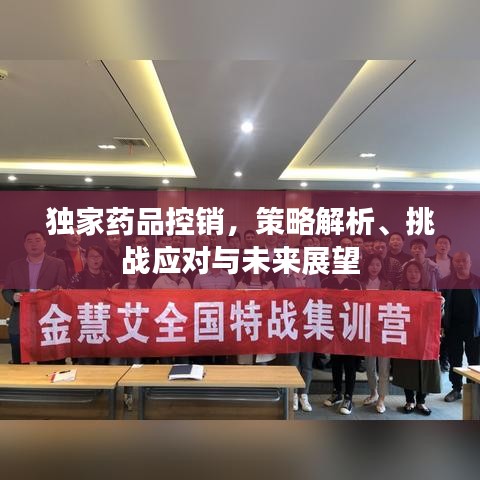 独家药品控销，策略解析、挑
战应对与未来展望
金慧艾全国特战集训营